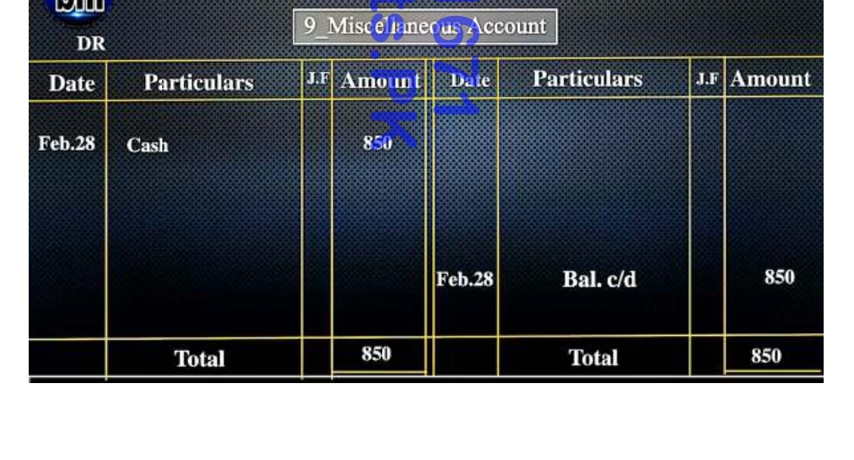 9_Miscellaneous Account
DR
Date Particulars J.F Amount Date Particulars J.F Amount
Feb.28 Cash 850
Feb.28 Bal. c/d 850
Total 850 Total 850